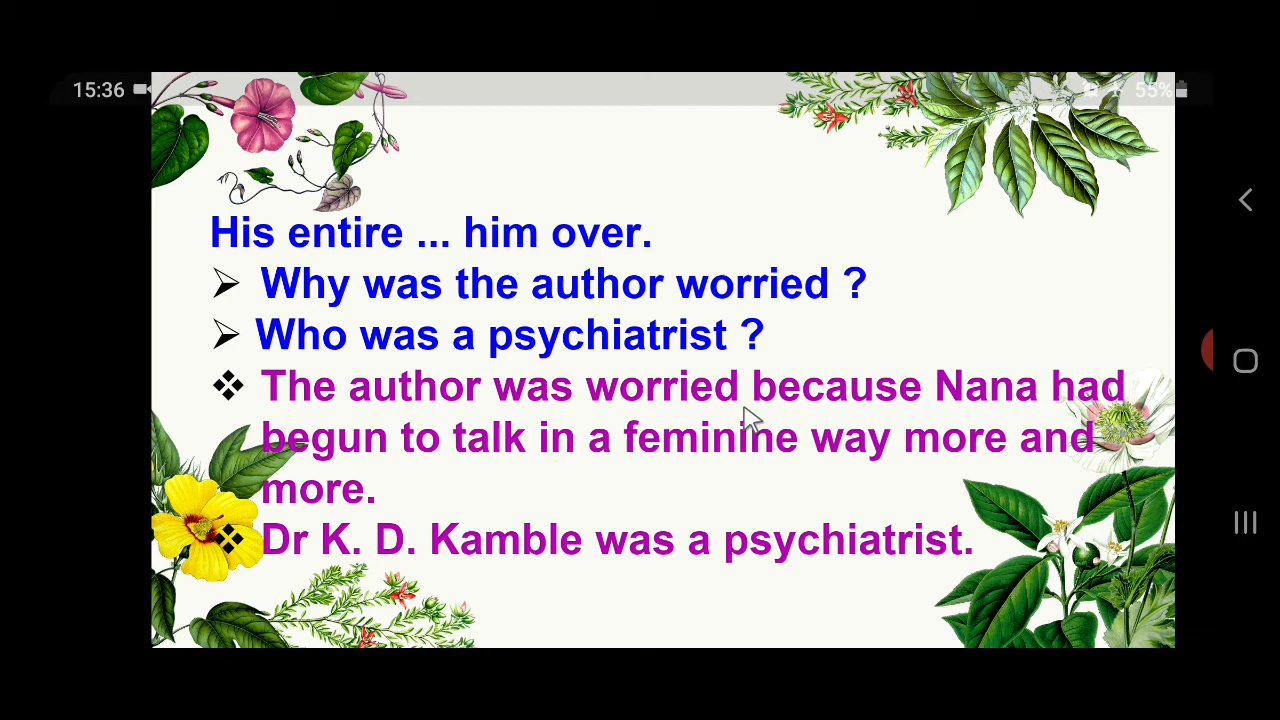 15:36 55%
His entire ... him over.
➢ Why was the author worried ?
➢ Who was a psychiatrist ?
❖ The author was worried because Nana had
begun to talk in a feminine way more and
more.
❖ Dr K. D. Kamble was a psychiatrist.